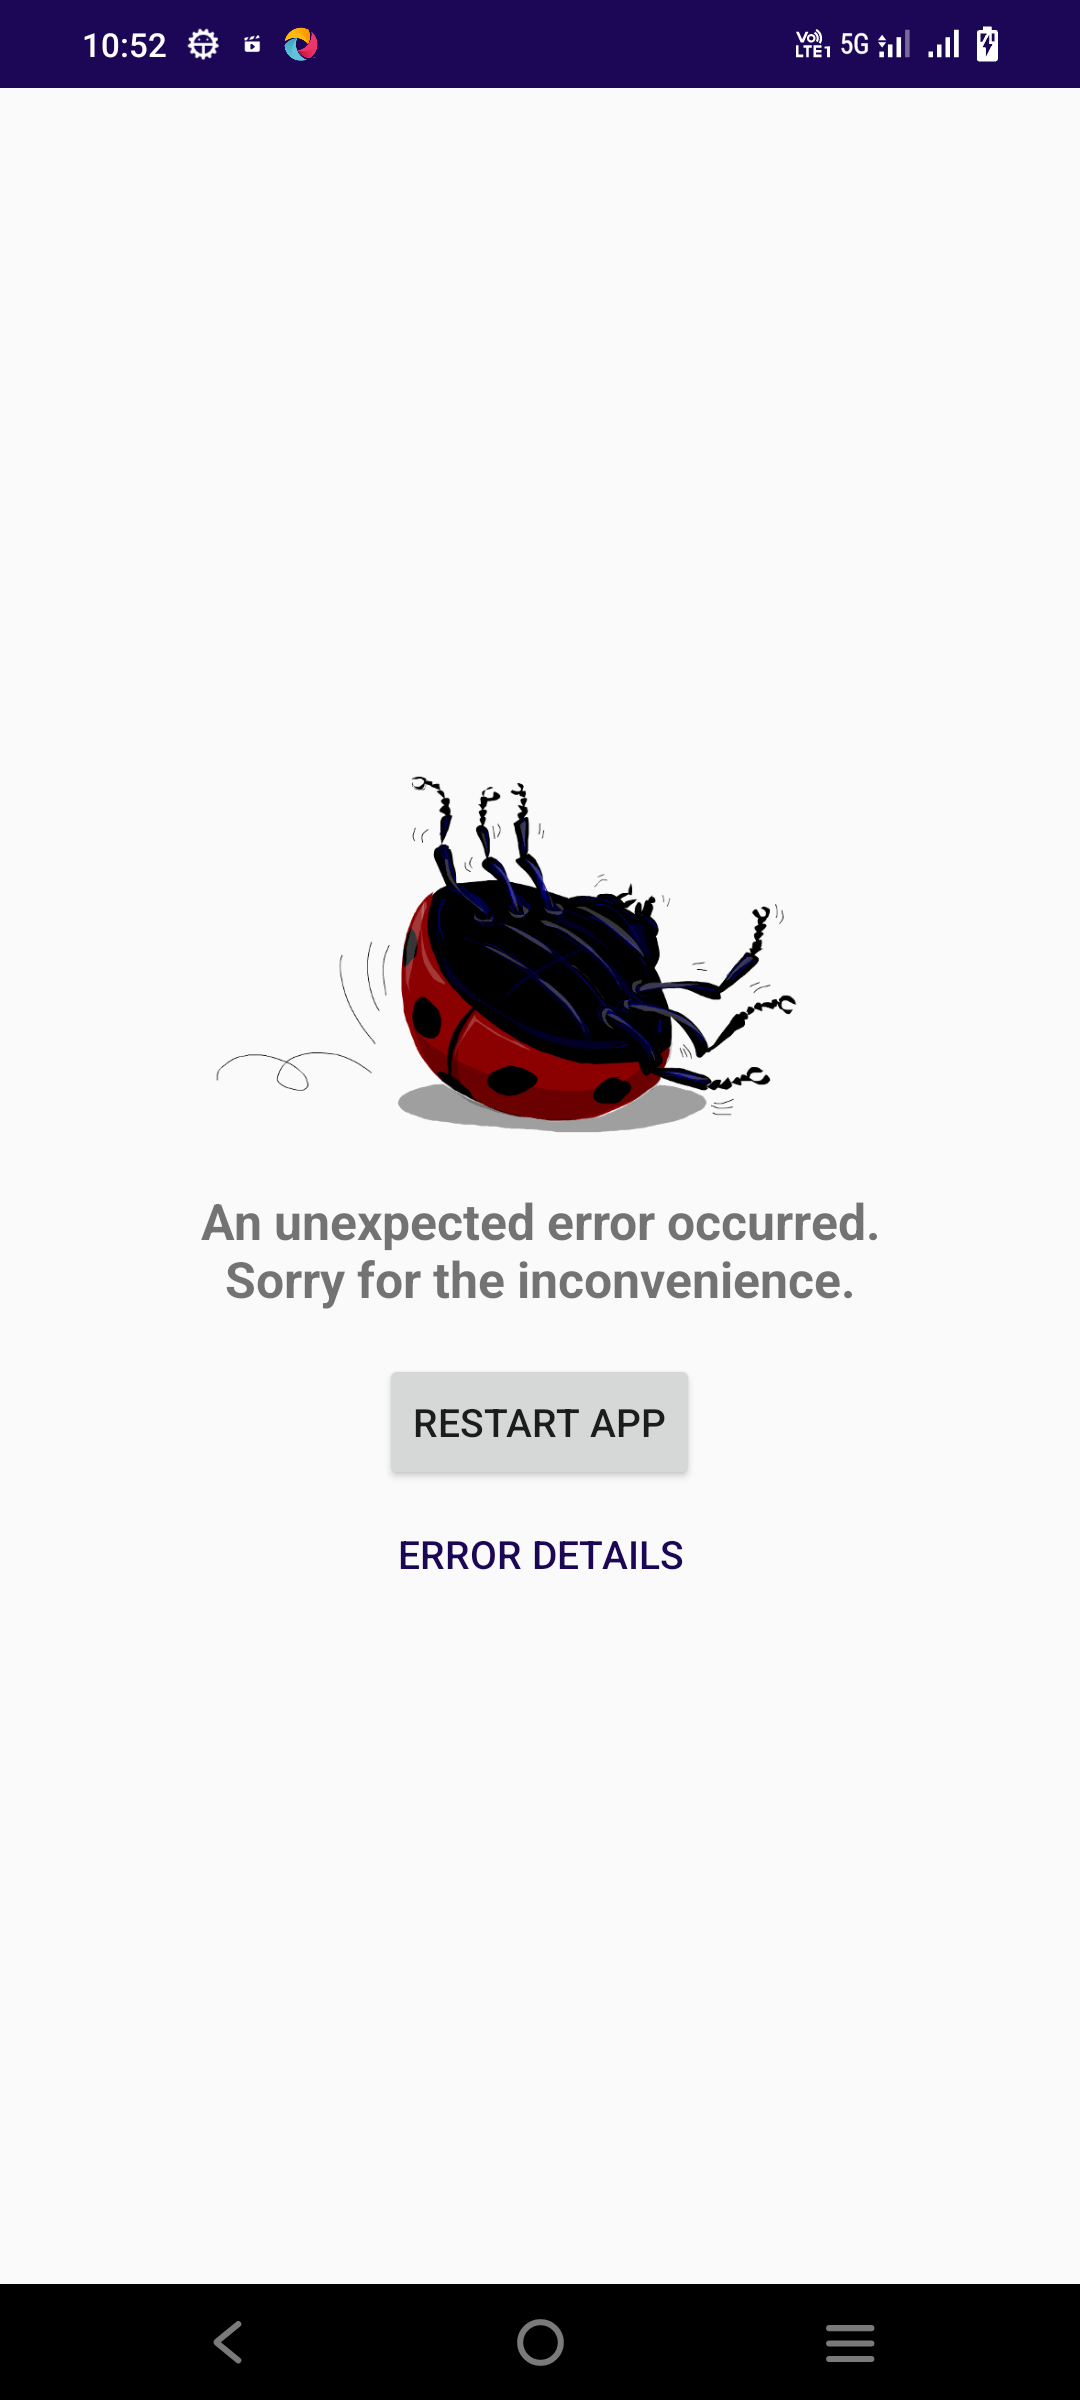 10:52
Vo)) LTE1 5G
An unexpected error occurred.
Sorry for the inconvenience.
RESTART APP
ERROR DETAILS